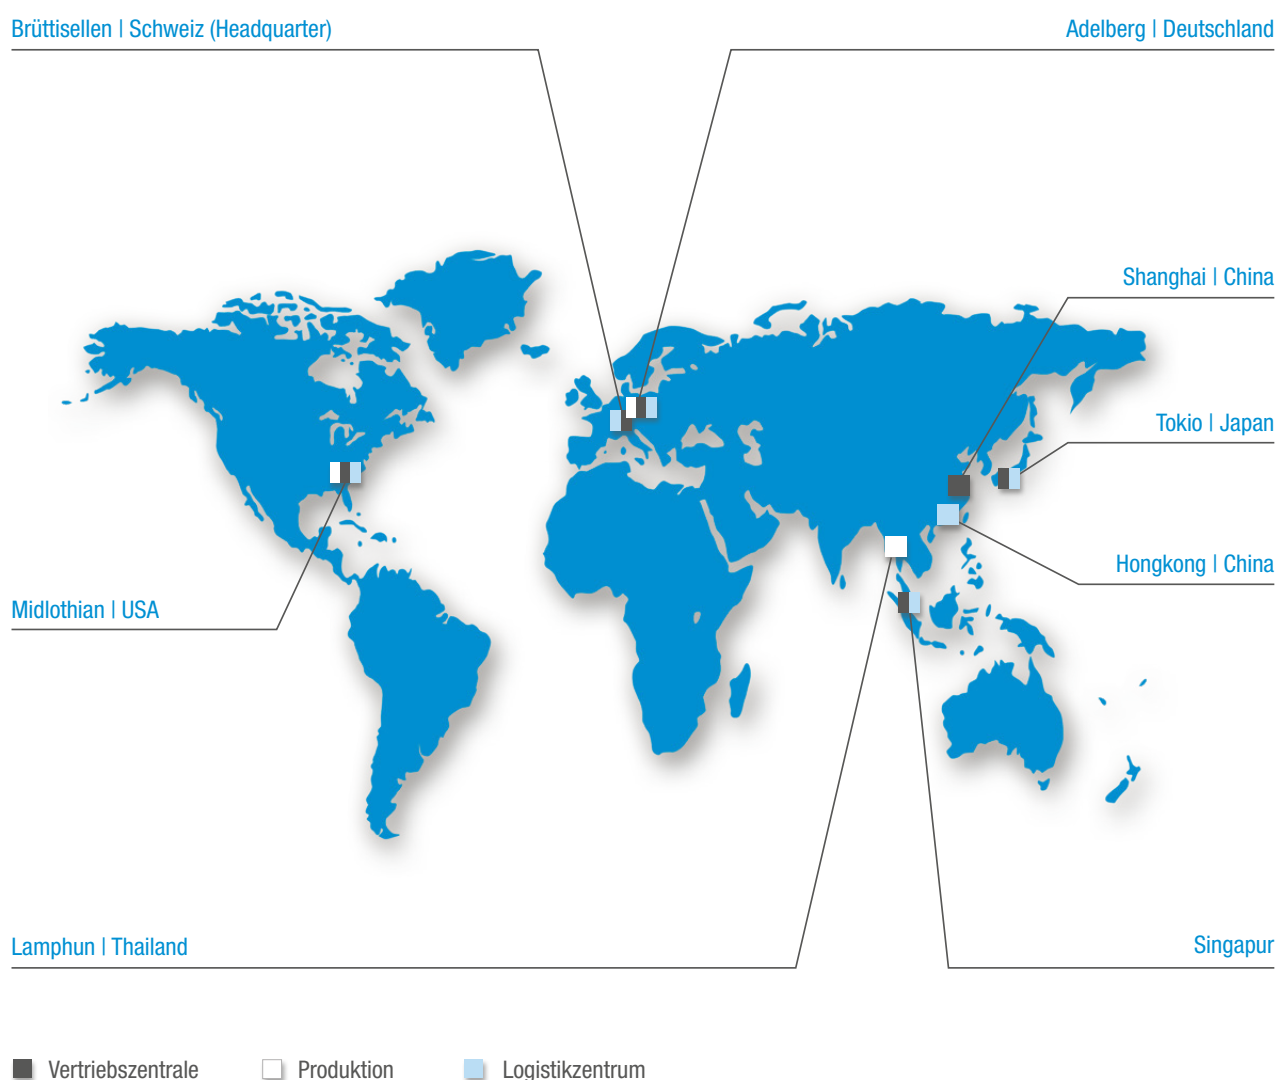 Brüttisellen | Schweiz (Headquarter)
Adelberg | Deutschland
Shanghai | China
Tokio | Japan
Hongkong | China
Midlothian | USA
Lamphun | Thailand
Singapur
Vertriebszentrale
Produktion
Logistikzentrum